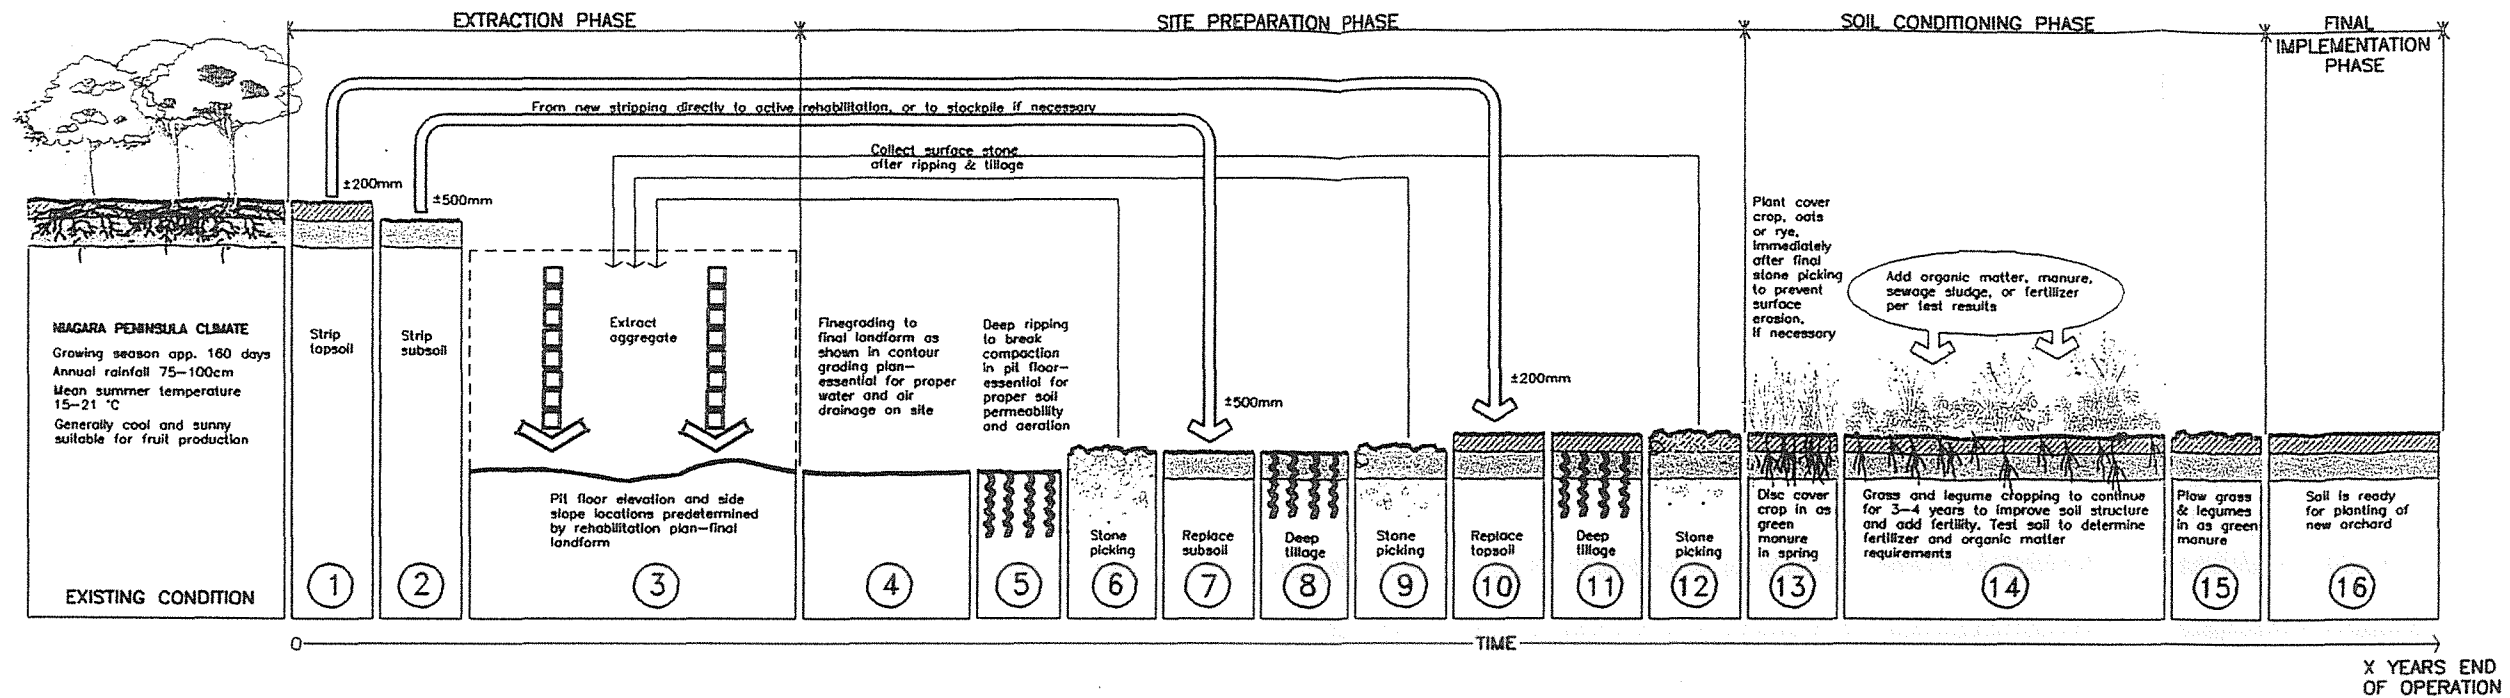 EXTRACTION PHASE
SITE PREPARATION PHASE
SOIL CONDITIONING PHASE
FINAL
IMPLEMENTATION
PHASE
From new stripping directly to active rehabilitation, or to stockpile if necessary
Collect surface stone
after ripping & tillage
±200mm
±500mm
NIAGARA PENINSULA CLIMATE
Growing season app. 160 days
Annual rainfall 75-100cm
Mean summer temperature
15-21 °C
Generally cool and sunny
suitable for fruit production
EXISTING CONDITION
Strip
topsoil
1
Strip
subsoil
2
Extract
aggregate
Pit floor elevation and side
slope locations predetermined
by rehabilitation plan-final
landform
3
Finegrading to
final landform as
shown in contour
grading plan-
essential for proper
water and air
drainage on site
4
Deep ripping
to break
compaction
in pit floor-
essential for
proper soil
permeability
and aeration
5
Stone
picking
6
±500mm
Replace
subsoil
7
Deep
tillage
8
Stone
picking
9
±200mm
Replace
topsoil
10
Deep
tillage
11
Stone
picking
12
Plant cover
crop, oats
or rye,
immediately
after final
stone picking
to prevent
surface
erosion,
if necessary
Disc cover
crop in as
green
manure
in spring
13
Add organic matter, manure,
sewage sludge, or fertilizer
per test results
Grass and legume cropping to continue
for 3-4 years to improve soil structure
and add fertility. Test soil to determine
fertilizer and organic matter
requirements
14
Plow grass
& legumes
in as green
manure
15
Soil is ready
for planting of
new orchard
16
0
TIME
X YEARS END
OF OPERATION